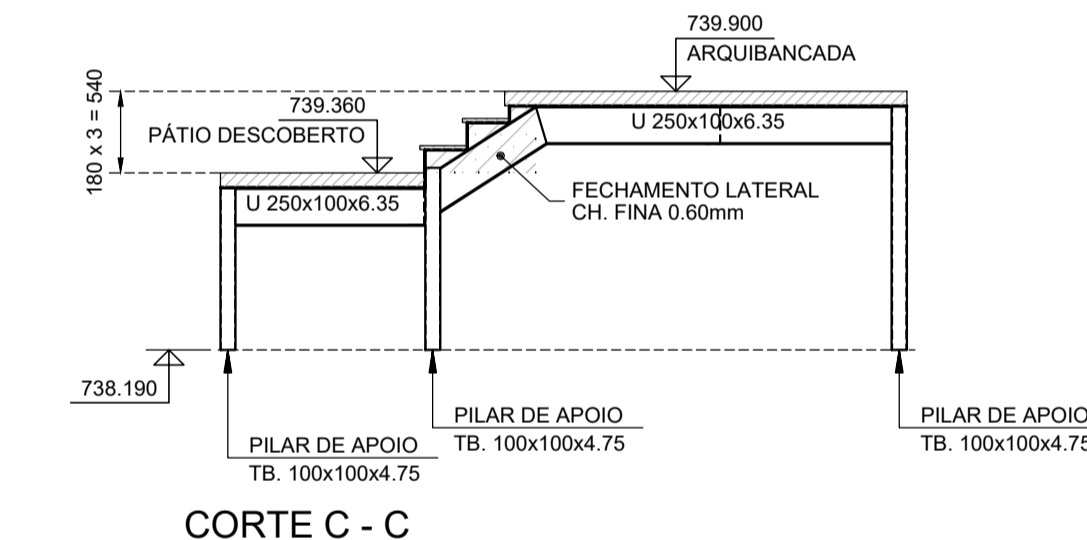 739.900
ARQUIBANCADA
180 x 3 = 540
739.360
PÁTIO DESCOBERTO
U 250x100x6.35
U 250x100x6.35
FECHAMENTO LATERAL
CH. FINA 0.60mm
738.190
PILAR DE APOIO
TB. 100x100x4.75
PILAR DE APOIO
TB. 100x100x4.75
PILAR DE APOIO
TB. 100x100x4.75
CORTE C - C